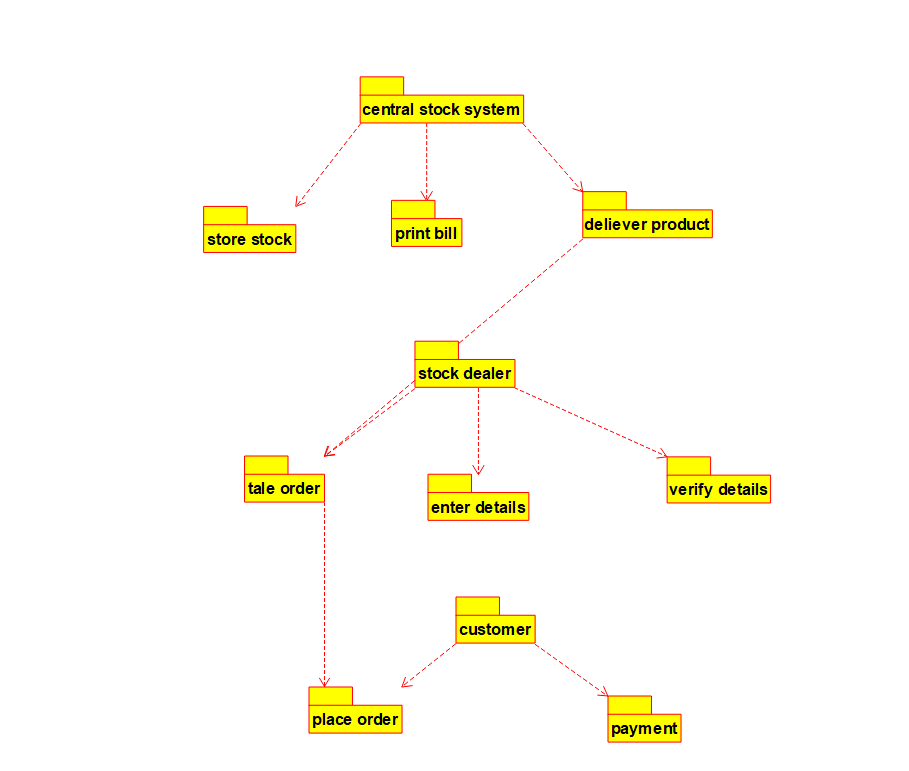 central stock system
store stock
print bill
deliever product
stock dealer
tale order
enter details
verify details
customer
place order
payment